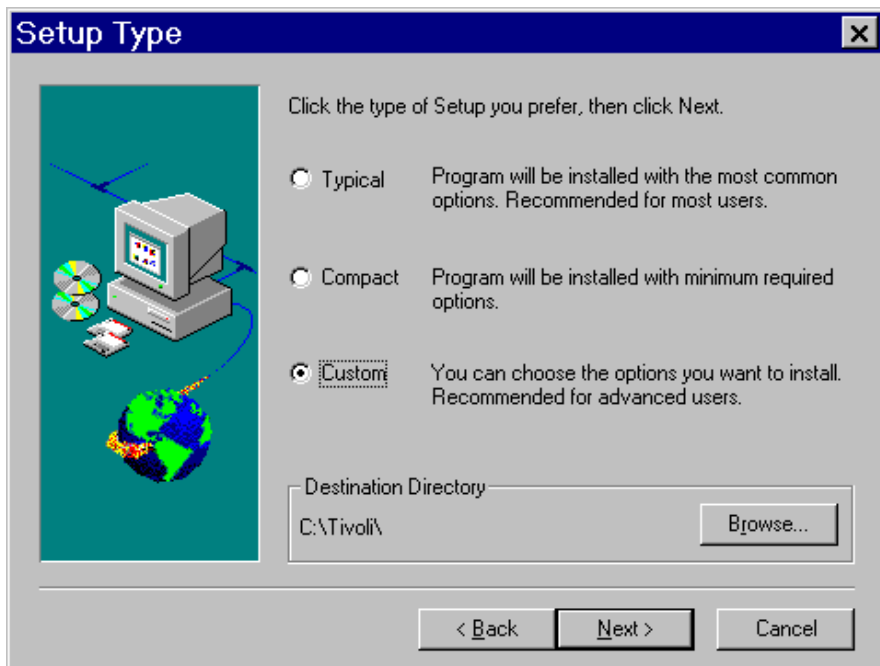 Setup Type
Click the type of Setup you prefer, then click Next.
Typical
Program will be installed with the most common
options. Recommended for most users.
Compact
Program will be installed with minimum required
options.
Custom
You can choose the options you want to install.
Recommended for advanced users.
Destination Directory
C:\Tivoli\
Browse...
< Back
Next >
Cancel